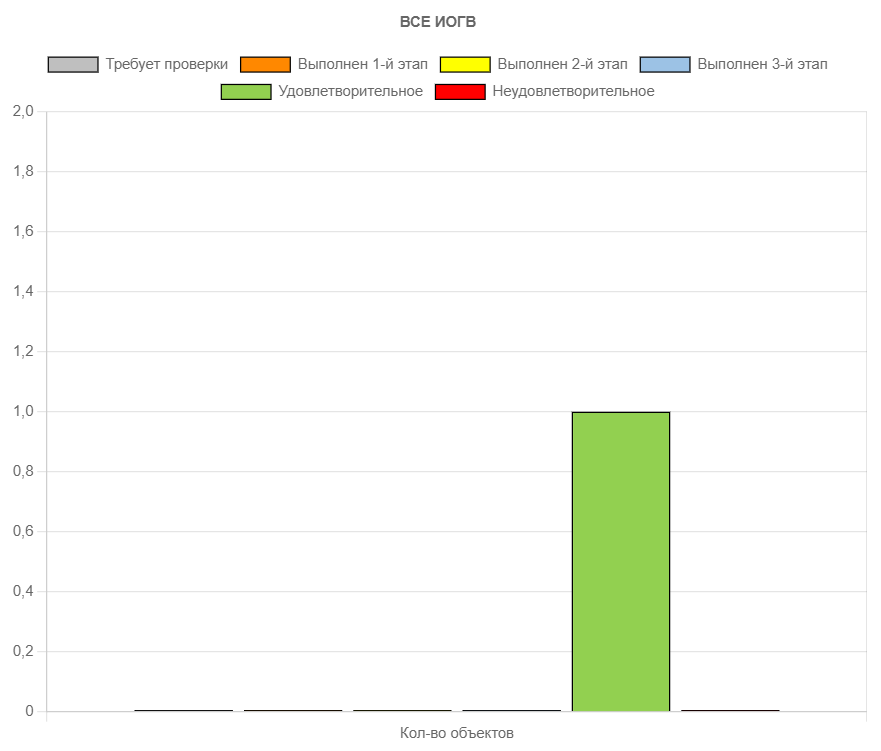 ВСЕ ИОГВ
Требует проверки Выполнен 1-й этап Выполнен 2-й этап Выполнен 3-й этап
Удовлетворительное Неудовлетворительное
2,0
1,8
1,6
1,4
1,2
1,0
0,8
0,6
0,4
0,2
0
Кол-во объектов